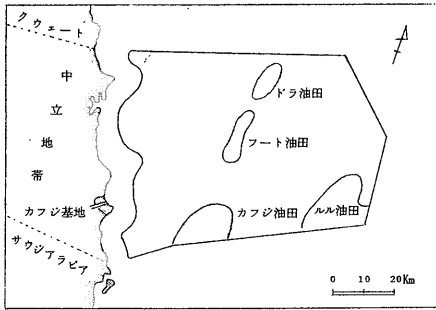 クウェート
中立地帯
ドラ油田
フート油田
カフジ基地
カフジ油田
ルル油田
サウジアラビア
0 10 20Km